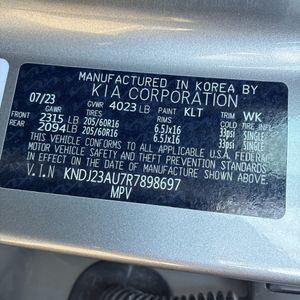 MANUFACTURED IN KOREA BY
KIA CORPORATION
07/23 GVWR 4023 LB PAINT KLT TRIM WK
GAWR TIRES RIMS COLD
FRONT 2315 LB 205/60R16 6.5Jx16 33psi SINGLE
REAR 2094 LB 205/60R16 6.5Jx16 33psi SINGLE
THIS VEHICLE CONFORMS TO ALL APPLICABLE U.S.A. FEDERAL
MOTOR VEHICLE SAFETY AND THEFT PREVENTION STANDARDS
IN EFFECT ON THE DATE OF MANUFACTURE SHOWN ABOVE.
V.I.N KNDJ23AU7R7898697
MPV